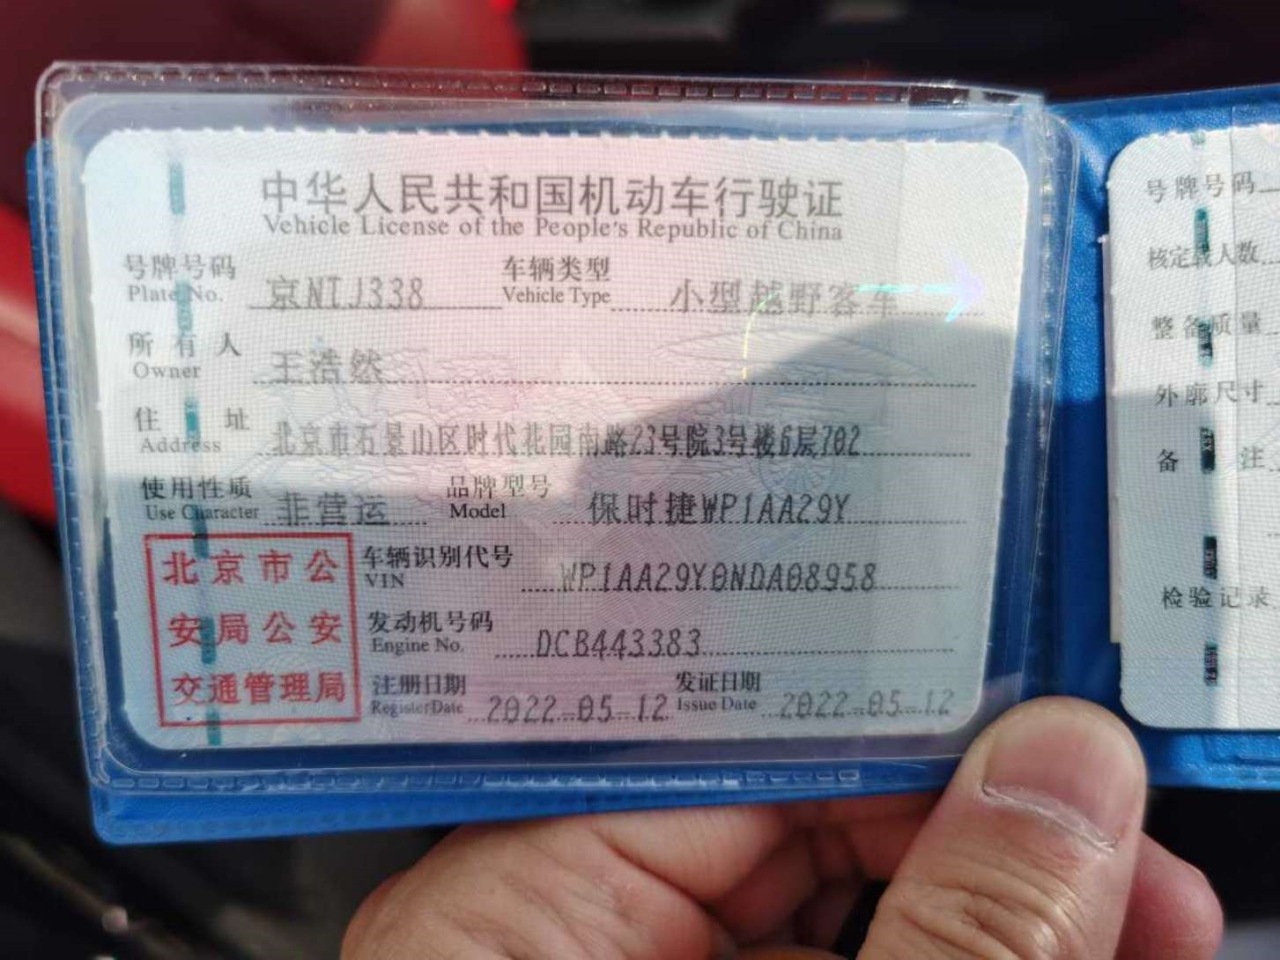 中华人民共和国机动车行驶证
Vehicle License of the People's Republic of China
号牌号码 京NTJ338 车辆类型 小型越野客车
Plate No. Vehicle Type
所有人 王浩然
Owner
住址 北京市石景山区时代花园南路23号院3号楼6层702
Address
使用性质 非营运 品牌型号 保时捷WP1AA29Y
Use Character Model
北京市公
安局公安
交通管理局
车辆识别代号 WP1AA29Y0NDA08958
VIN
发动机号码 DCB443383
Engine No.
注册日期 2022-05-12 发证日期 2022-05-12
Register Date Issue Date
号牌号码
核定载人数
整备质量
外廓尺寸
备注
检验记录